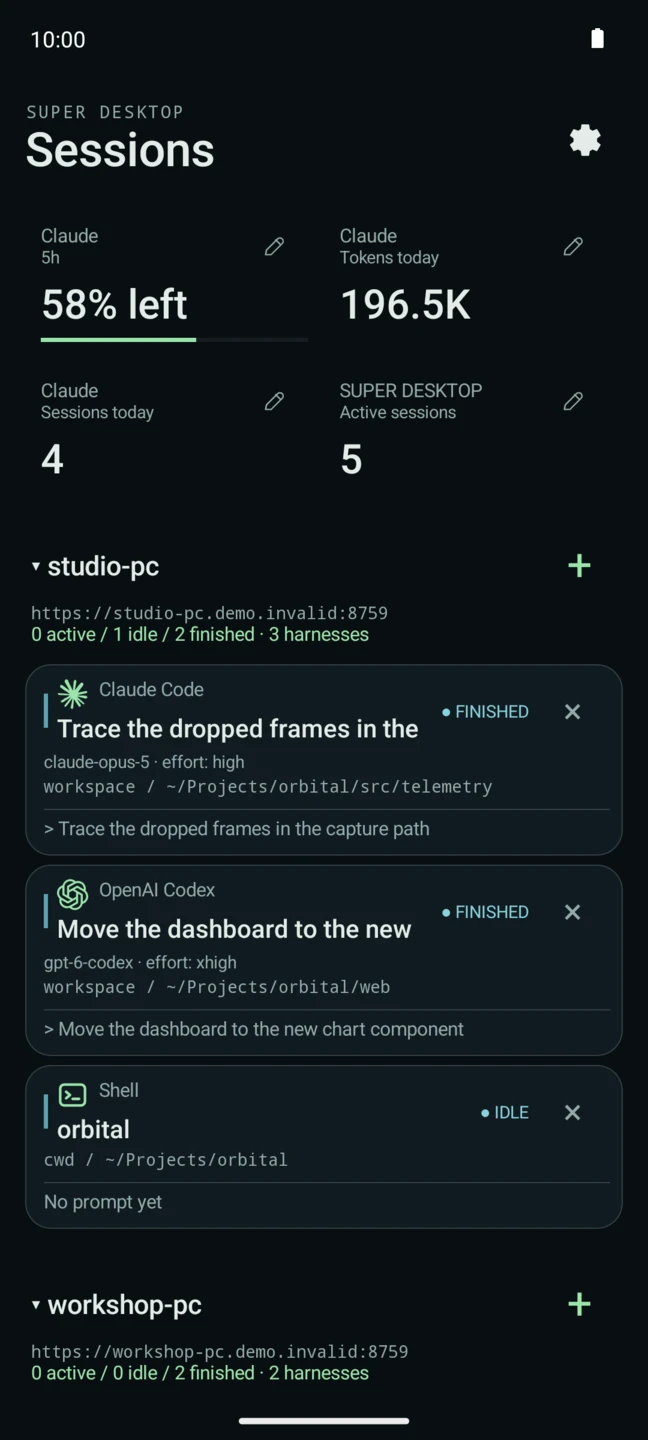 10:00
SUPER DESKTOP
Sessions
Claude
5h
58% left
Claude
Tokens today
196.5K
Claude
Sessions today
4
SUPER DESKTOP
Active sessions
5
▾ studio-pc
+
https://studio-pc.demo.invalid:8759
0 active / 1 idle / 2 finished · 3 harnesses
Claude Code
Trace the dropped frames in the
● FINISHED
claude-opus-5 · effort: high
workspace / ~/Projects/orbital/src/telemetry
> Trace the dropped frames in the capture path
OpenAI Codex
Move the dashboard to the new
● FINISHED
gpt-6-codex · effort: xhigh
workspace / ~/Projects/orbital/web
> Move the dashboard to the new chart component
Shell
orbital
● IDLE
cwd / ~/Projects/orbital
No prompt yet
▾ workshop-pc
+
https://workshop-pc.demo.invalid:8759
0 active / 0 idle / 2 finished · 2 harnesses